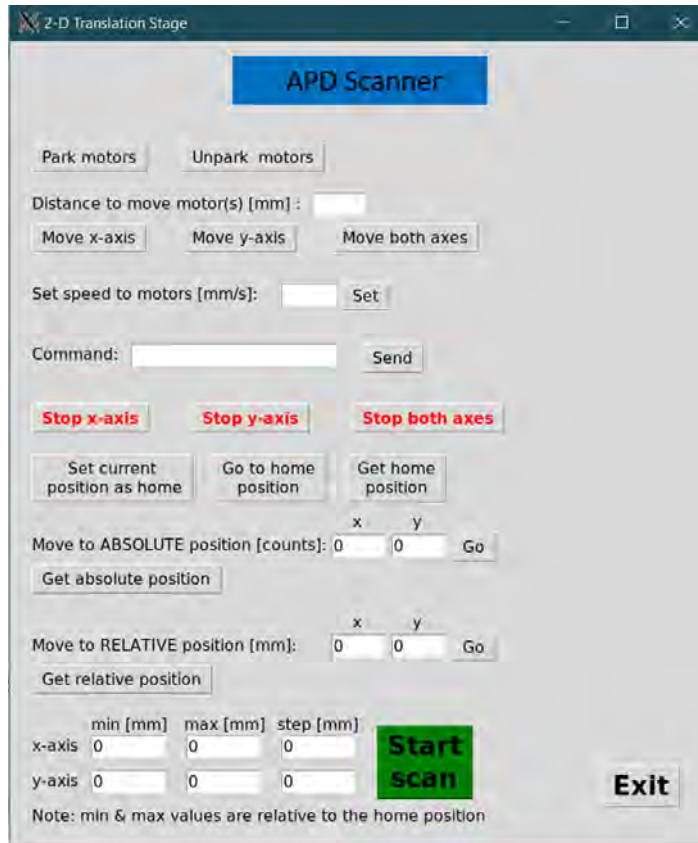 2-D Translation Stage
APD Scanner
Park motors Unpark motors
Distance to move motor(s) [mm] :
Move x-axis Move y-axis Move both axes
Set speed to motors [mm/s]: Set
Command: Send
Stop x-axis Stop y-axis Stop both axes
Set current position as home Go to home position Get home position
x y
Move to ABSOLUTE position [counts]: 0 0 Go
Get absolute position
x y
Move to RELATIVE position [mm]: 0 0 Go
Get relative position
min [mm] max [mm] step [mm]
x-axis 0 0 0
y-axis 0 0 0
Start
scan
Exit
Note: min & max values are relative to the home position